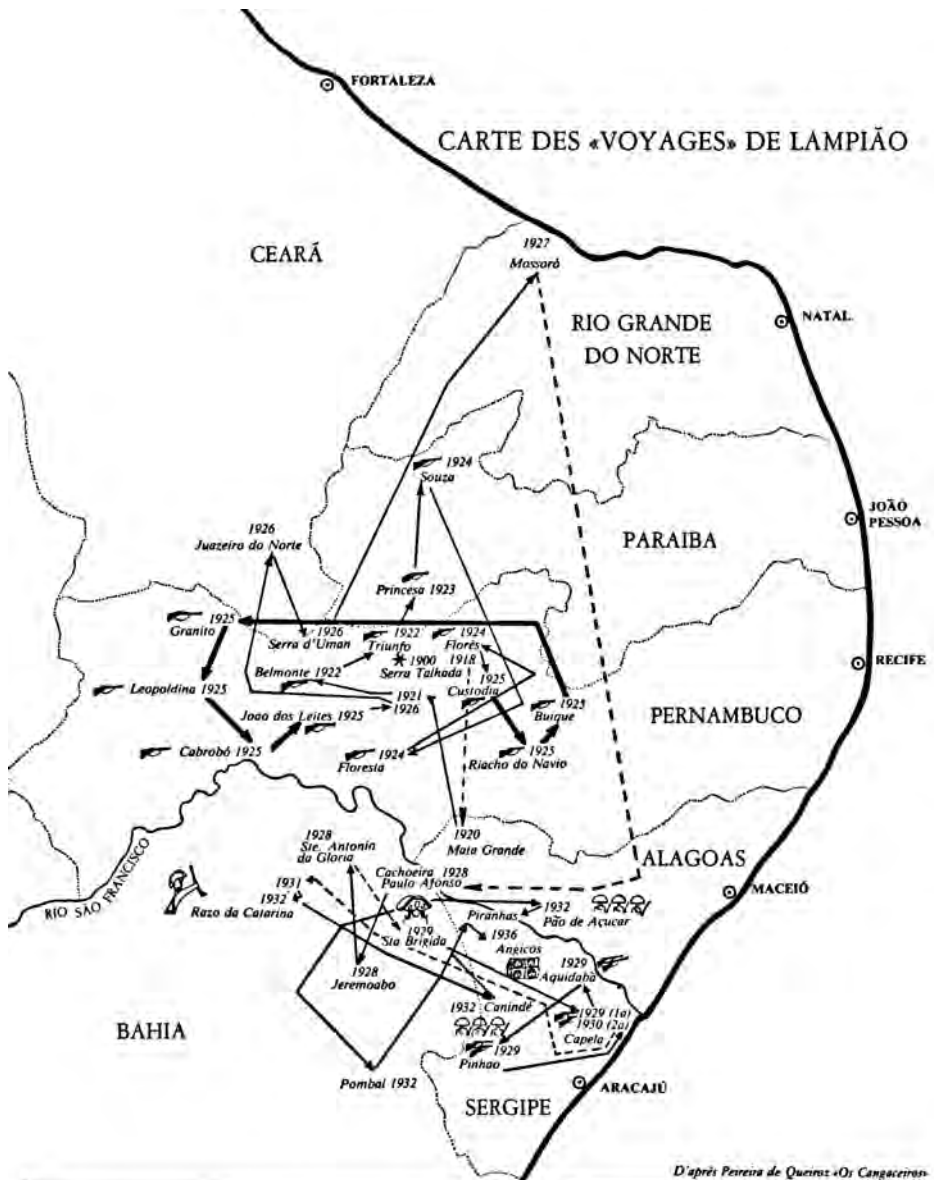 FORTALEZA
CARTE DES «VOYAGES» DE LAMPIÃO
CEARÁ
1927
Mossoró
NATAL
RIO GRANDE
DO NORTE
1924
Souza
JOÃO
PESSOA
1926
Juazeiro do Norte
PARAIBA
Princesa 1923
1925
Granito
1926
Serra d'Uman
1922
Triunfo
1924
Florés
1900
Serra Talhada
1918
RECIFE
Belmonte 1922
1925
Custodia
Leopoldina 1925
1921
1926
Joao dos Leites 1925
1925
Buique
PERNAMBUCO
Cabrobó 1925
1924
Floresta
1925
Riacho do Navio
1920
Mata Grande
1928
Ste. Antonin
da Gloria
ALAGOAS
RIO SÃO FRANCISCO
1931
1932
Razo da Catarina
Cachoeira 1928
Paulo Afonso
MACEIÓ
Piranhas
1932
Pão de Açucar
1929
Sta Brigida
1936
Angicos
1929
Aquidabã
1928
Jeremoabo
1932 Canindé
1929 (1a)
1930 (2a)
Capela
BAHIA
1929
Pinhao
Pombal 1932
ARACAJÚ
SERGIPE
D'après Pereira de Queiroz «Os Cangaceiros»